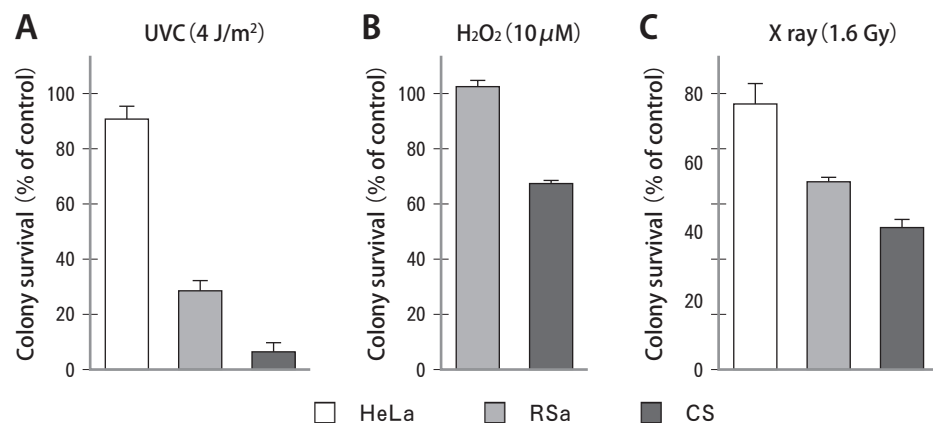 A UVC (4 J/m²)
Colony survival (% of control)
100
80
60
40
20
0
B H₂O₂ (10 μM)
Colony survival (% of control)
100
80
60
40
20
0
C X ray (1.6 Gy)
Colony survival (% of control)
80
60
40
20
0
HeLa RSa CS